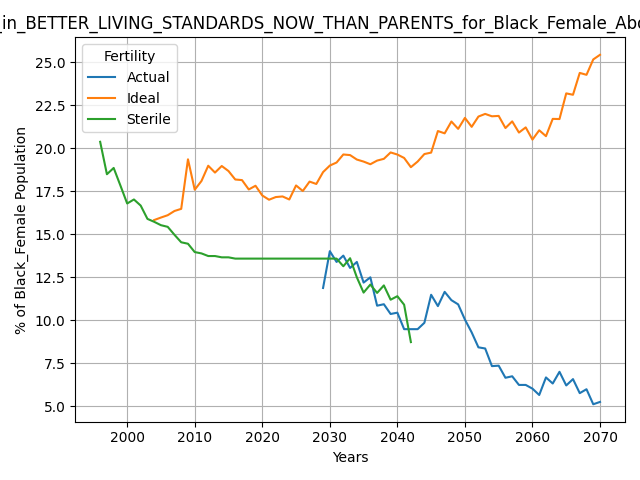 _in_BETTER_LIVING_STANDARDS_NOW_THAN_PARENTS_for_Black_Female_Abo
Fertility
Actual
Ideal
Sterile
% of Black_Female Population
25.0
22.5
20.0
17.5
15.0
12.5
10.0
7.5
5.0
2000 2010 2020 2030 2040 2050 2060 2070
Years